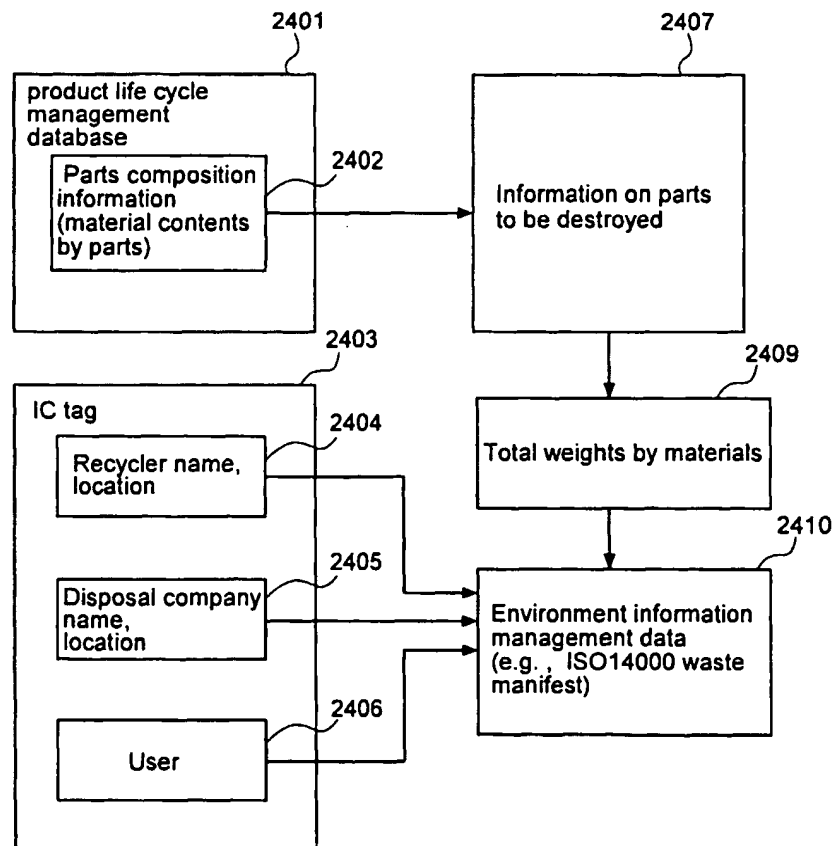 2401
product life cycle
management
database
2402
Parts composition
information
(material contents
by parts)
2407
Information on parts
to be destroyed
2403
IC tag
2404
Recycler name,
location
2405
Disposal company
name,
location
2406
User
2409
Total weights by materials
2410
Environment information
management data
(e.g. , ISO14000 waste
manifest)